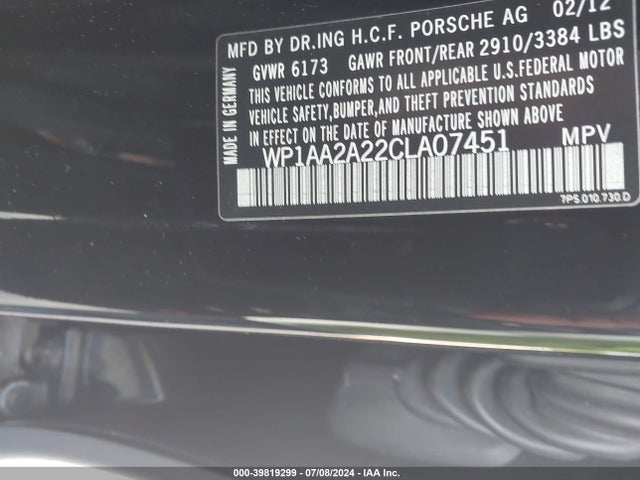 MFD BY DR.ING H.C.F. PORSCHE AG 02/12
GVWR 6173 GAWR FRONT/REAR 2910/3384 LBS
THIS VEHICLE CONFORMS TO ALL APPLICABLE U.S.FEDERAL MOTOR
VEHICLE SAFETY,BUMPER,AND THEFT PREVENTION STANDARDS
IN EFFECT ON THE DATE OF MANUFACTURE SHOWN ABOVE
WP1AA2A22CLA07451 MPV
7P5.010.730.D
MADE IN GERMANY
000-39819299 | 07/08/2024 | IAA Inc.